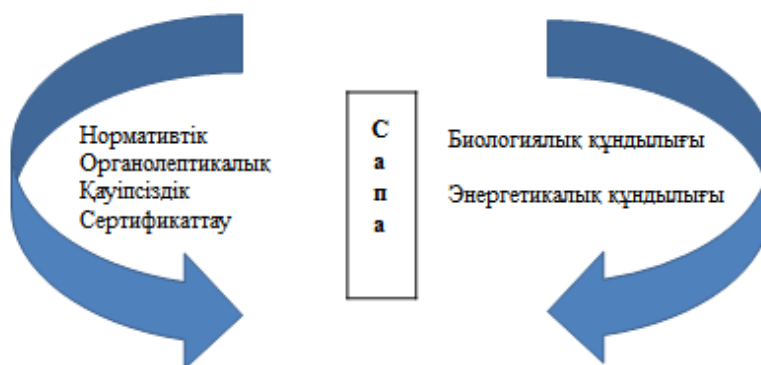 Нормативтік
Органолептикалық
Қауіпсіздік
Сертификаттау
С
а
п
а
Биологиялық құндылығы
Энергетикалық құндылығы